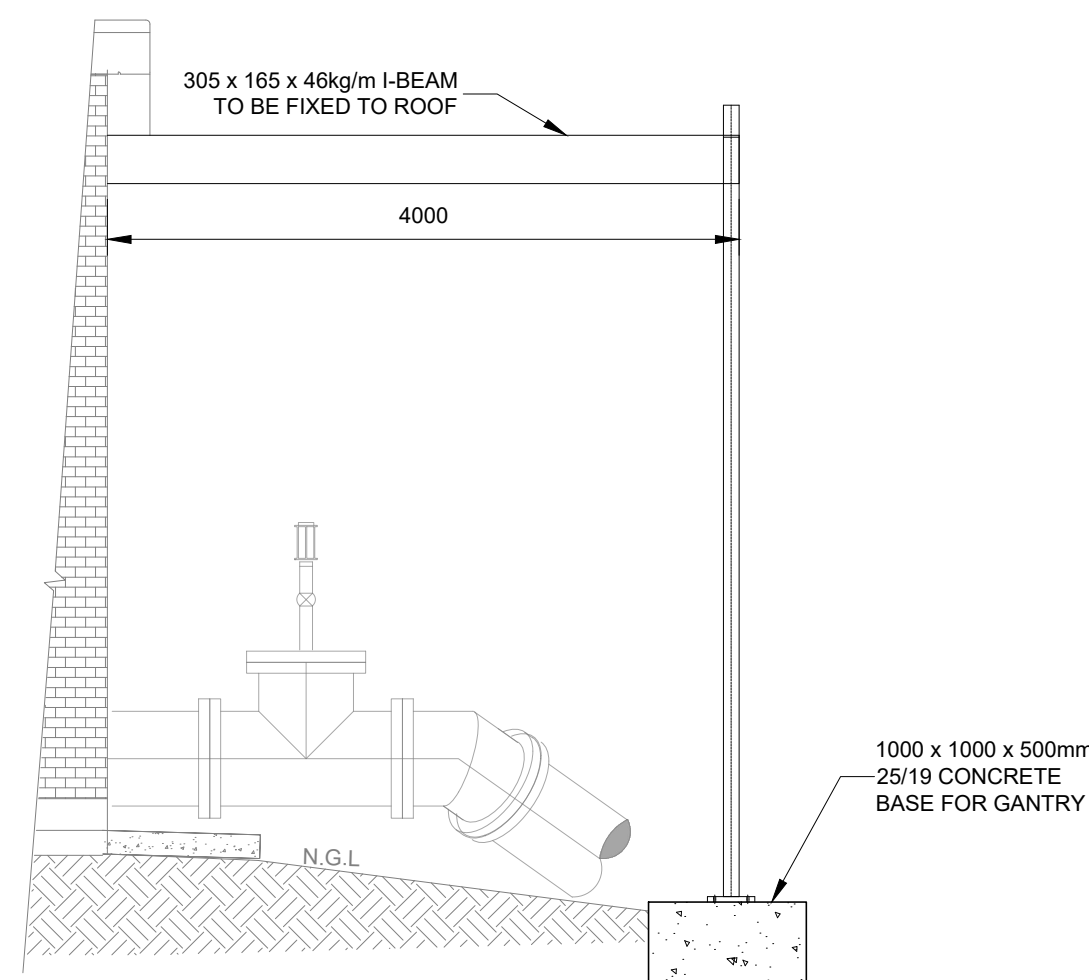 305 x 165 x 46kg/m I-BEAM
TO BE FIXED TO ROOF
4000
N.G.L
1000 x 1000 x 500mm
25/19 CONCRETE
BASE FOR GANTRY